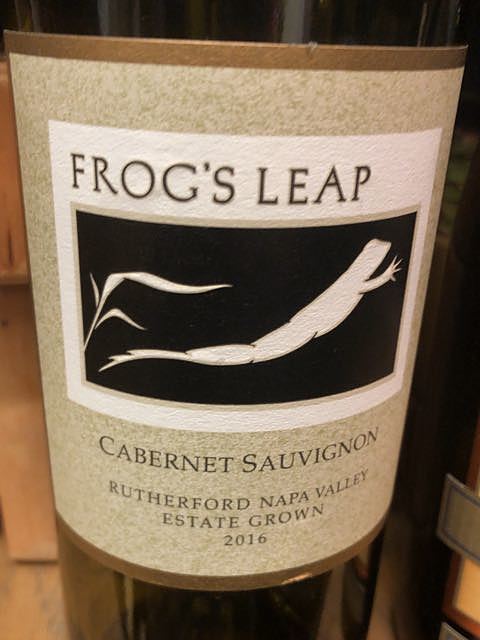 FROG'S LEAP
CABERNET SAUVIGNON
RUTHERFORD NAPA VALLEY
ESTATE GROWN
2016